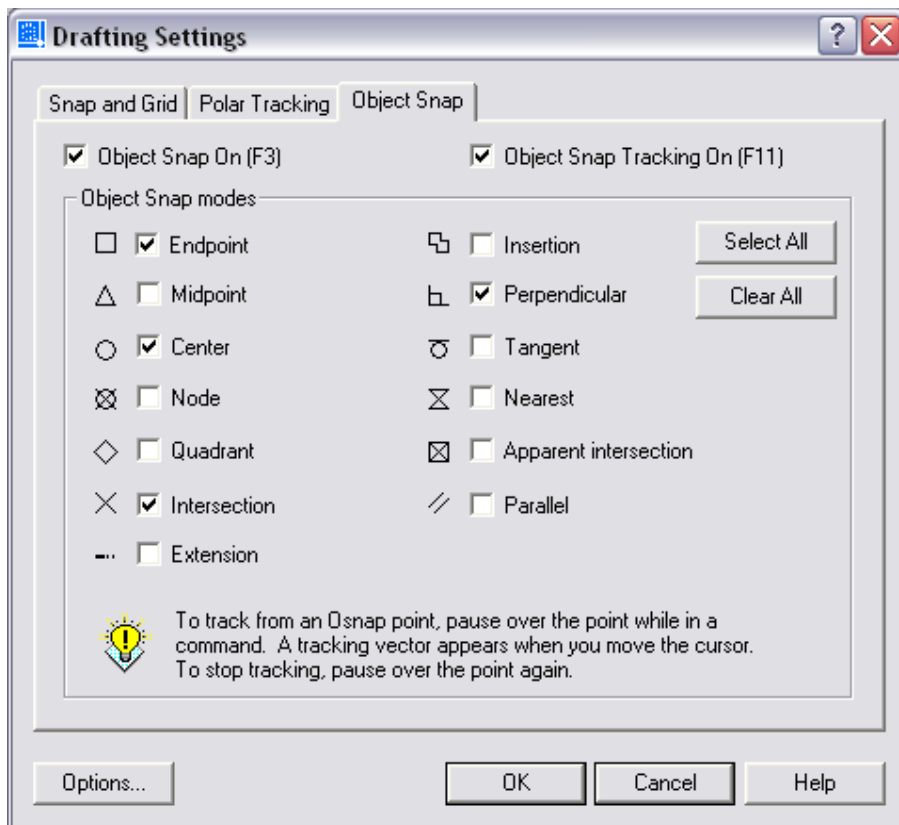 Drafting Settings
Snap and Grid Polar Tracking Object Snap
Object Snap On (F3) Object Snap Tracking On (F11)
Object Snap modes
Endpoint Insertion Select All
Midpoint Perpendicular Clear All
Center Tangent
Node Nearest
Quadrant Apparent intersection
Intersection Parallel
Extension
To track from an Osnap point, pause over the point while in a
command. A tracking vector appears when you move the cursor.
To stop tracking, pause over the point again.
Options... OK Cancel Help